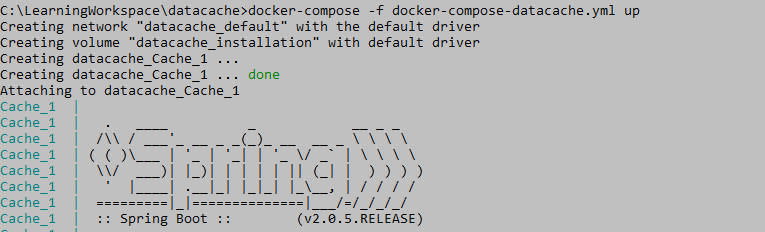 C:\LearningWorkspace\datacache>docker-compose -f docker-compose-datacache.yml up
Creating network "datacache_default" with the default driver
Creating volume "datacache_installation" with default driver
Creating datacache_Cache_1 ...
Creating datacache_Cache_1 ... done
Attaching to datacache_Cache_1
Cache_1  |
Cache_1  |   .   ____          _            __ _ _
Cache_1  |  /\\ / ___'_ __ _ _(_)_ __  __ _ \ \ \ \
Cache_1  | ( ( )\___ | '_ | '_| | '_ \/ _` | \ \ \ \
Cache_1  |  \\/  ___)| |_)| | | | | || (_| |  ) ) ) )
Cache_1  |   '  |____| .__|_| |_|_| |_\__, | / / / /
Cache_1  |  =========|_|==============|___/=/_/_/_/
Cache_1  |  :: Spring Boot ::        (v2.0.5.RELEASE)